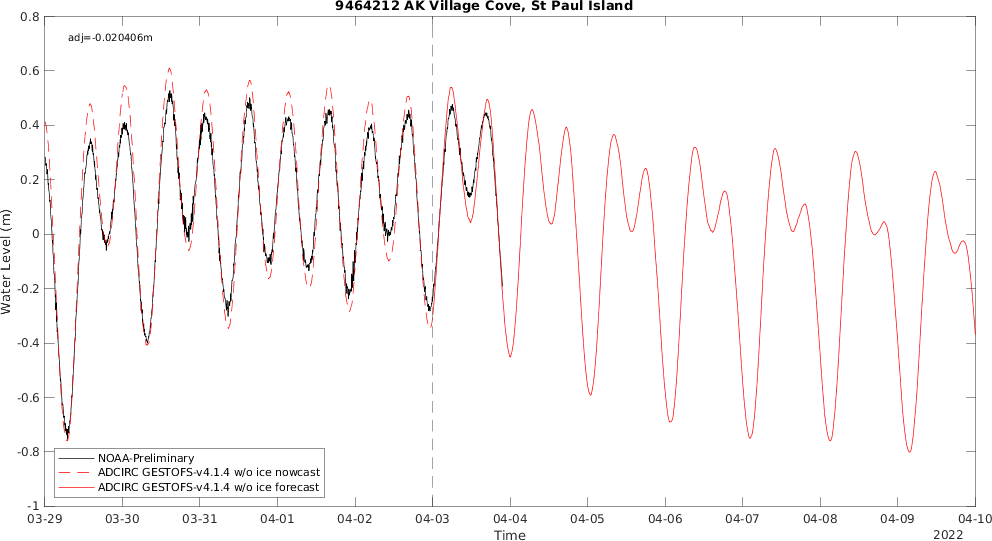 9464212 AK Village Cove, St Paul Island
adj=-0.020406m
0.8
0.6
0.4
0.2
0
-0.2
-0.4
-0.6
-0.8
-1
Water Level (m)
NOAA-Preliminary
ADCIRC GESTOFS-v4.1.4 w/o ice nowcast
ADCIRC GESTOFS-v4.1.4 w/o ice forecast
03-29 03-30 03-31 04-01 04-02 04-03 04-04 04-05 04-06 04-07 04-08 04-09 04-10
Time
2022